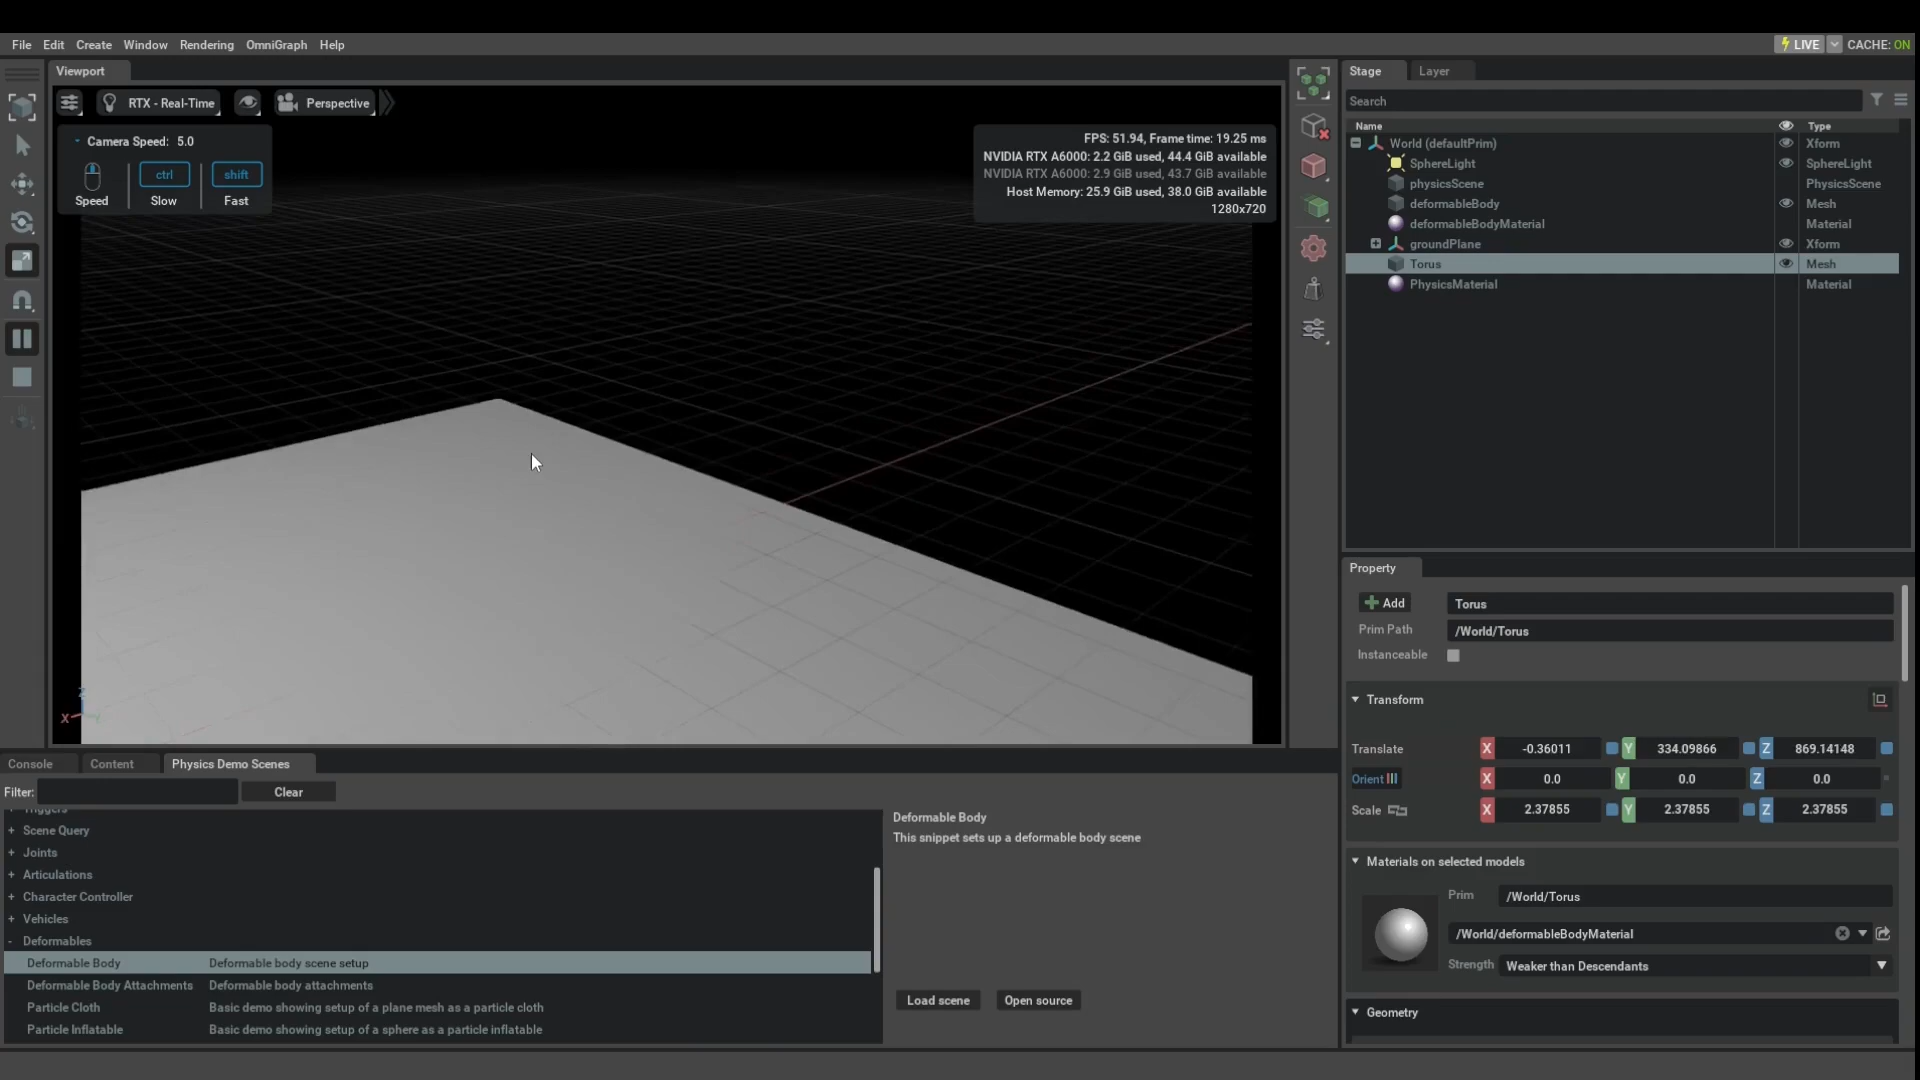 File Edit Create Window Rendering OmniGraph Help
LIVE CACHE: ON
Viewport
RTX - Real-Time
Perspective
Camera Speed: 5.0
ctrl
shift
Speed
Slow
Fast
FPS: 51.94, Frame time: 19.25 ms
NVIDIA RTX A6000: 2.2 GiB used, 44.4 GiB available
NVIDIA RTX A6000: 2.9 GiB used, 43.7 GiB available
Host Memory: 25.9 GiB used, 38.0 GiB available
1280x720
Z
X
Stage
Layer
Search
Name Type
World (defaultPrim) Xform
SphereLight SphereLight
physicsScene PhysicsScene
deformableBody Mesh
deformableBodyMaterial Material
groundPlane Xform
Torus Mesh
PhysicsMaterial Material
Property
Add Torus
Prim Path /World/Torus
Instanceable
Transform
Translate X -0.36011 Y 334.09866 Z 869.14148
Orient X 0.0 Y 0.0 Z 0.0
Scale X 2.37855 Y 2.37855 Z 2.37855
Materials on selected models
Prim /World/Torus
/World/deformableBodyMaterial
Strength Weaker than Descendants
Geometry
Console
Content
Physics Demo Scenes
Filter:
Clear
Triggers
+ Scene Query
+ Joints
+ Articulations
+ Character Controller
+ Vehicles
- Deformables
Deformable Body Deformable body scene setup
Deformable Body Attachments Deformable body attachments
Particle Cloth Basic demo showing setup of a plane mesh as a particle cloth
Particle Inflatable Basic demo showing setup of a sphere as a particle inflatable
Deformable Body
This snippet sets up a deformable body scene
Load scene
Open source